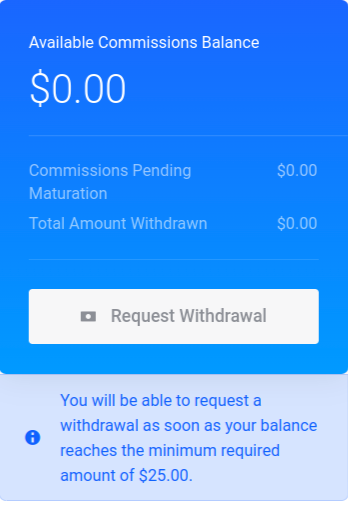 Available Commissions Balance
$0.00
Commissions Pending $0.00
Maturation
Total Amount Withdrawn $0.00
Request Withdrawal
You will be able to request a
withdrawal as soon as your balance
reaches the minimum required
amount of $25.00.